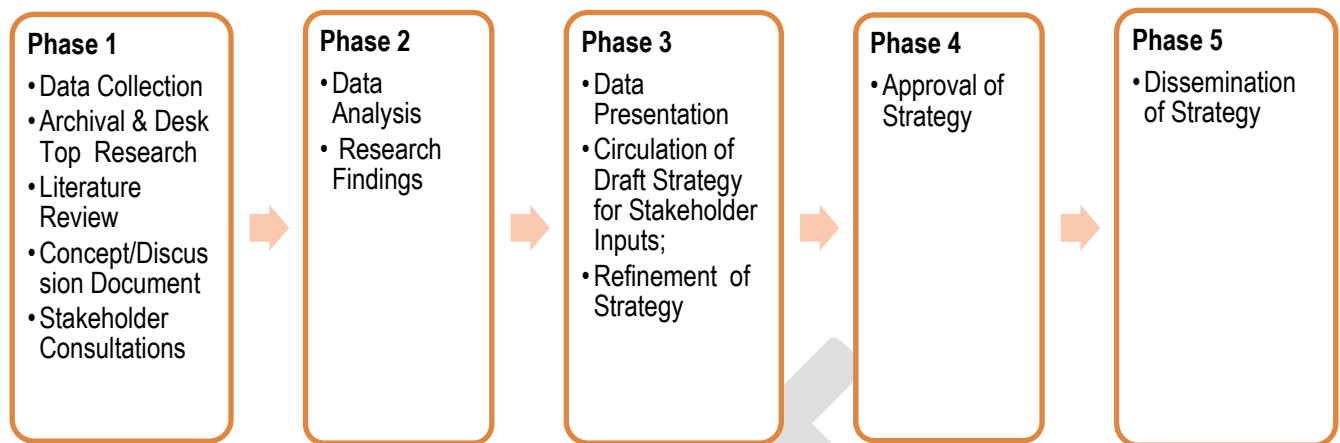 Phase 1
•Data Collection
•Archival & Desk
Top Research
•Literature
Review
•Concept/Discus
sion Document
•Stakeholder
Consultations
Phase 2
•Data
Analysis
• Research
Findings
Phase 3
•Data
Presentation
•Circulation of
Draft Strategy
for Stakeholder
Inputs;
•Refinement of
Strategy
Phase 4
•Approval of
Strategy
Phase 5
•Dissemination
of Strategy